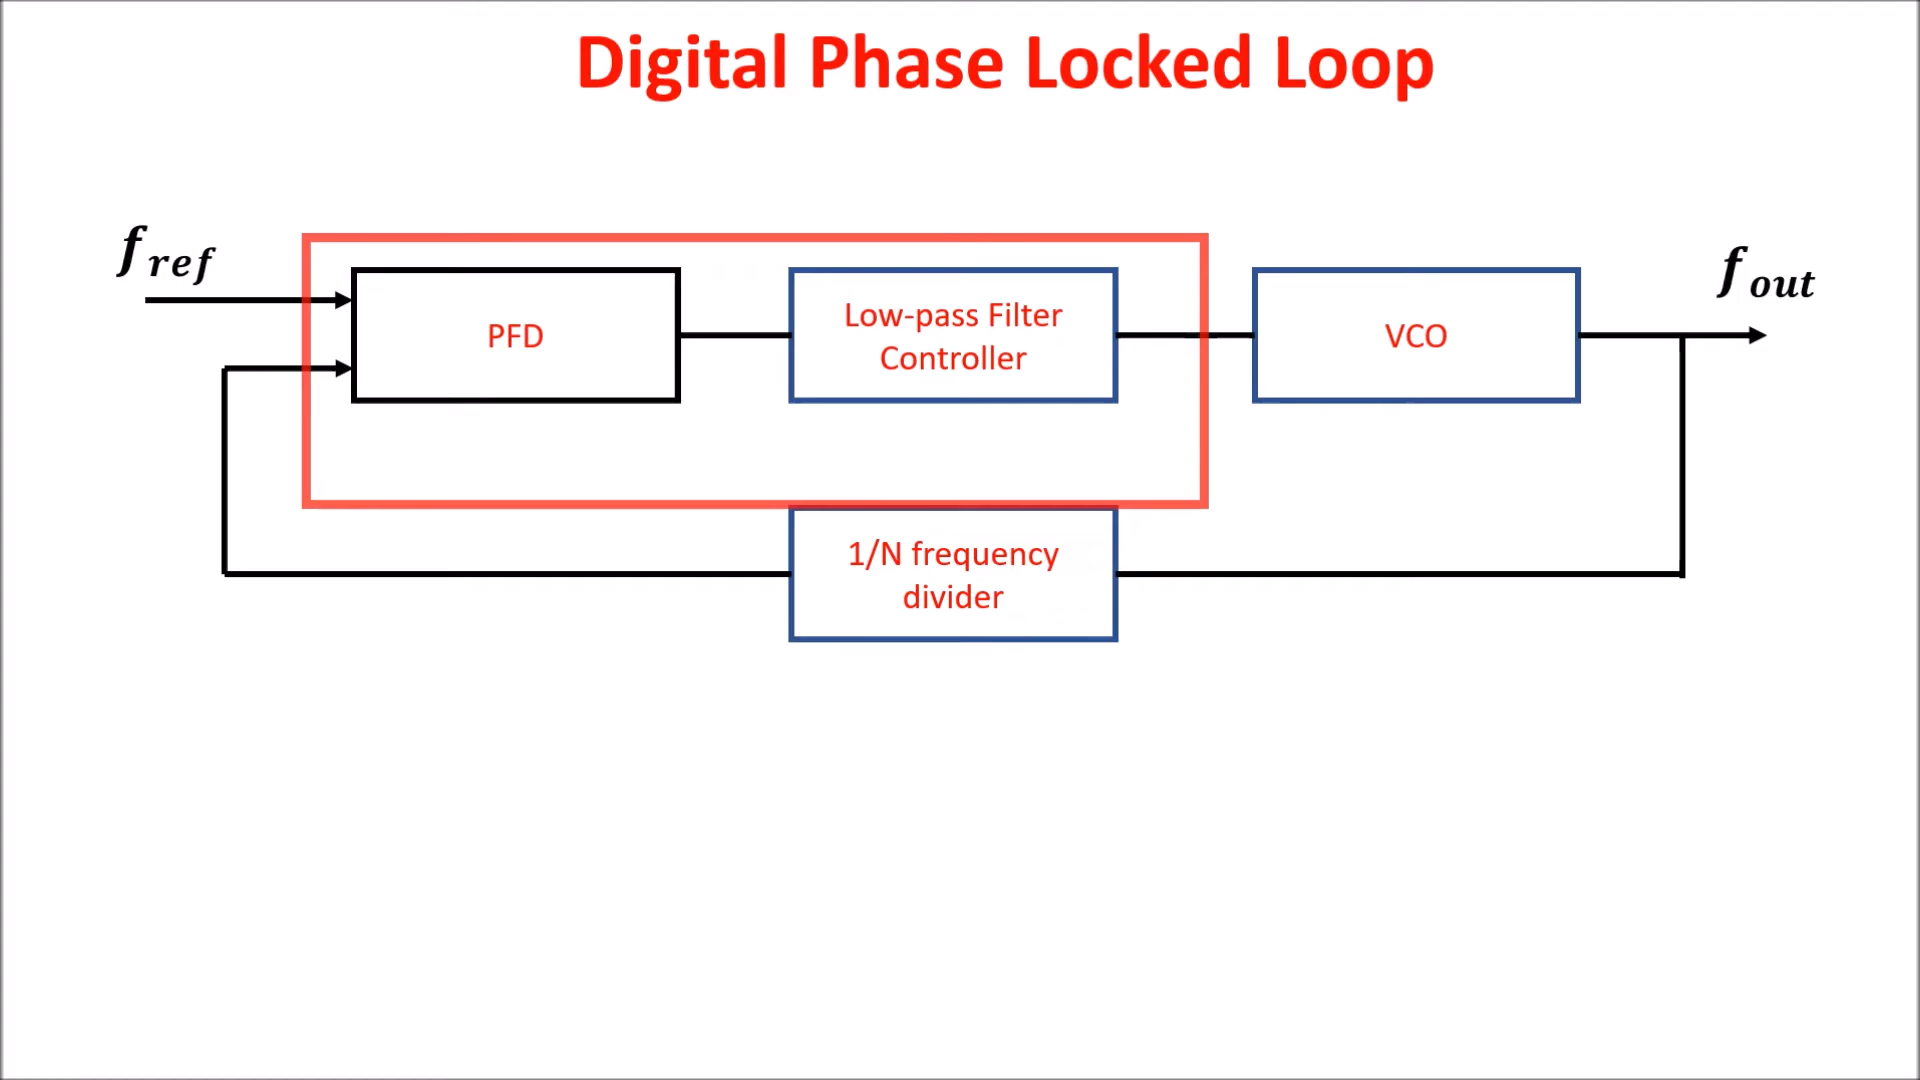 Digital Phase Locked Loop
f_ref
f_out
PFD
Low-pass Filter
Controller
VCO
1/N frequency
divider